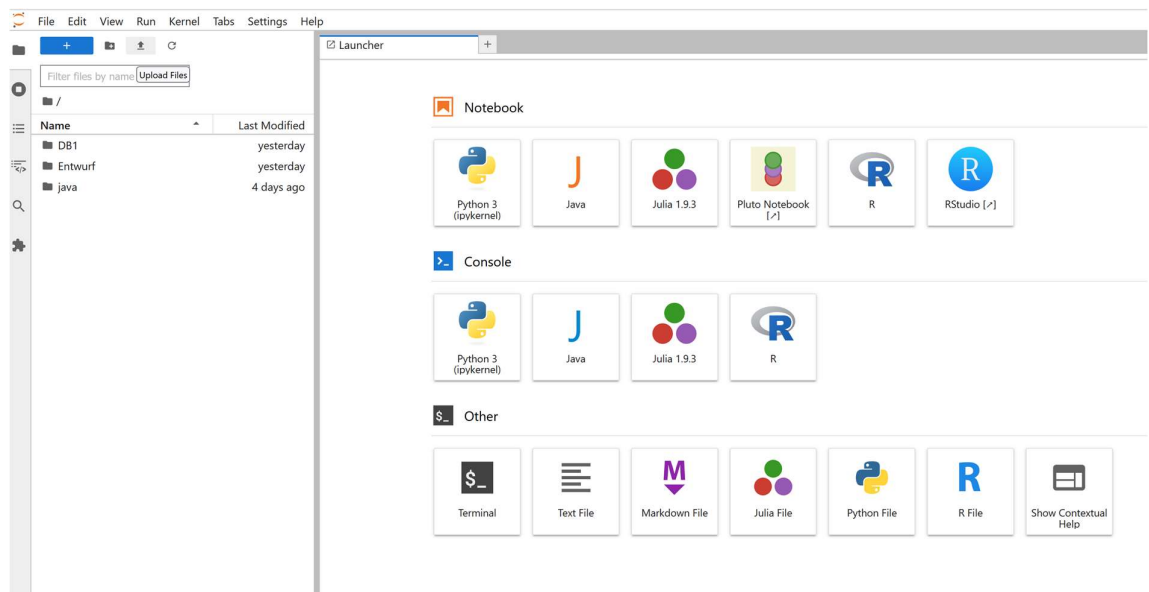 File Edit View Run Kernel Tabs Settings Help
+
Launcher
+
Filter files by name
Upload Files
/
Name Last Modified
DB1 yesterday
Entwurf yesterday
java 4 days ago
Notebook
Python 3
(ipykernel)
J
Java
Julia 1.9.3
Pluto Notebook
[↗]
R
R
R
RStudio [↗]
>_ Console
Python 3
(ipykernel)
J
Java
Julia 1.9.3
R
R
$_ Other
$_
Terminal
Text File
M
Markdown File
Julia File
Python File
R
R File
Show Contextual
Help